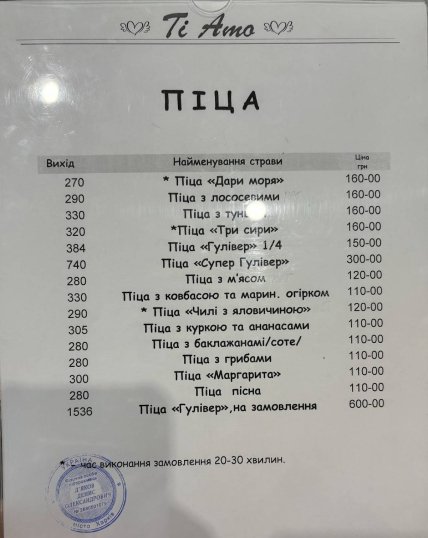 Ti Amo
ПІЦА
Вихід Найменування страви Ціна грн
270 * Піца «Дари моря» 160-00
290 Піца з лососевими 160-00
330 Піца з 160-00
320 *Піца «Три сири» 160-00
384 Піца «Гулівер» 1/4 150-00
740 Піца «Супер Гулівер» 300-00
280 Піца з м'ясом 120-00
330 Піца з ковбасою та марин. огірком 110-00
290 * Піца «Чилі з яловичиною» 120-00
305 Піца з куркою та ананасами 110-00
280 Піца з баклажанамі/соте/ 110-00
280 Піца з грибами 110-00
300 Піца «Маргарита» 110-00
280 Піца пісна 110-00
1536 Піца «Гулівер»,на замовлення 600-00
* - час виконання замовлення 20-30 хвилин.